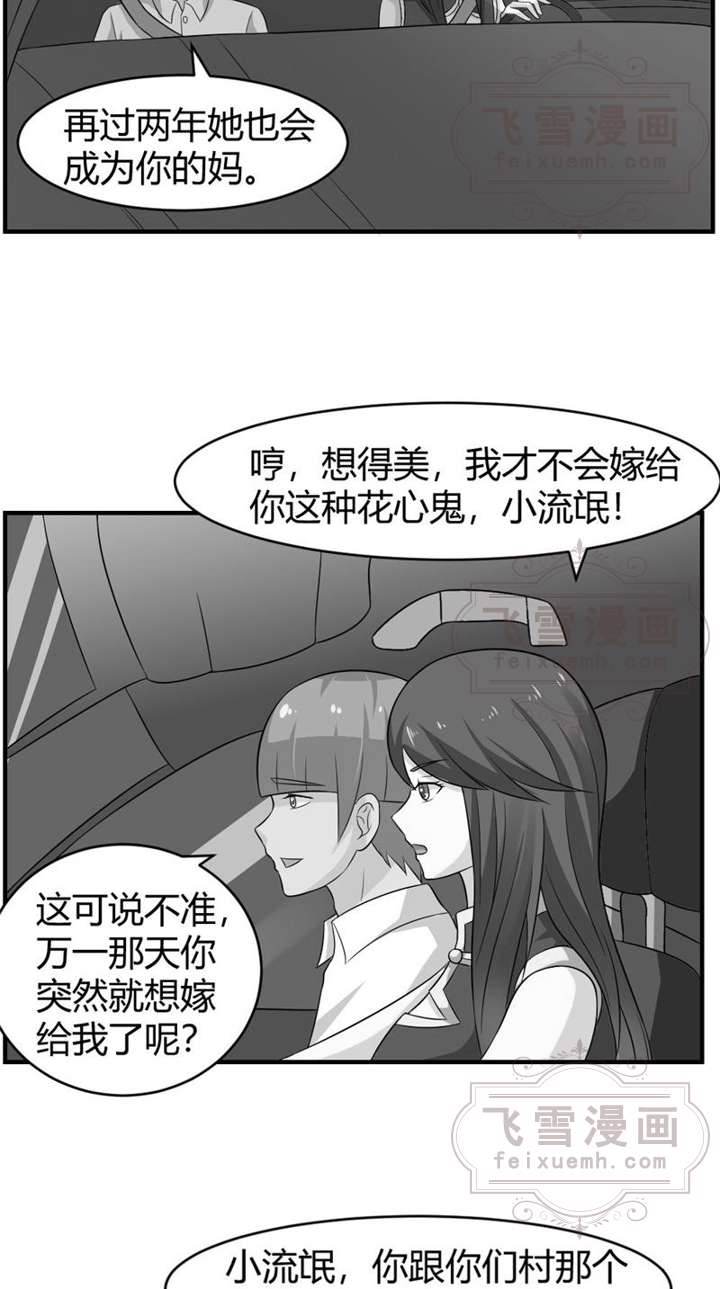 飞雪漫画
feixuemh.com
再过两年她也会
成为你的妈。
哼，想得美，我才不会嫁给
你这种花心鬼，小流氓！
飞雪漫画
feixuemh.com
这可说不准，
万一那天你
突然就想嫁
给我了呢？
飞雪漫画
feixuemh.com
小流氓，你跟你们村那个